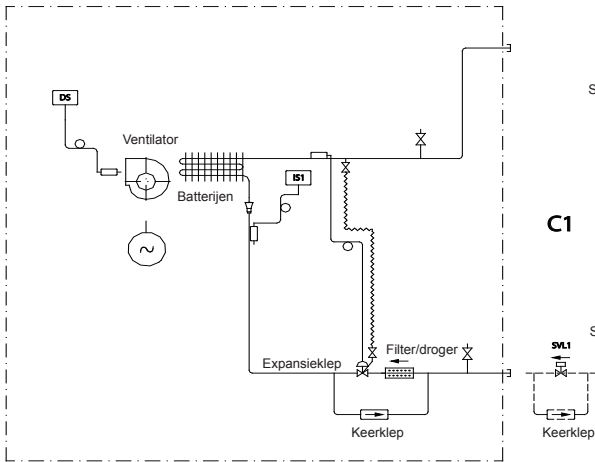 S
DS
Ventilator
IS1
Batterijen
C1
S
SVL1
Filter/droger
Expansieklep
Keerklep
Keerklep